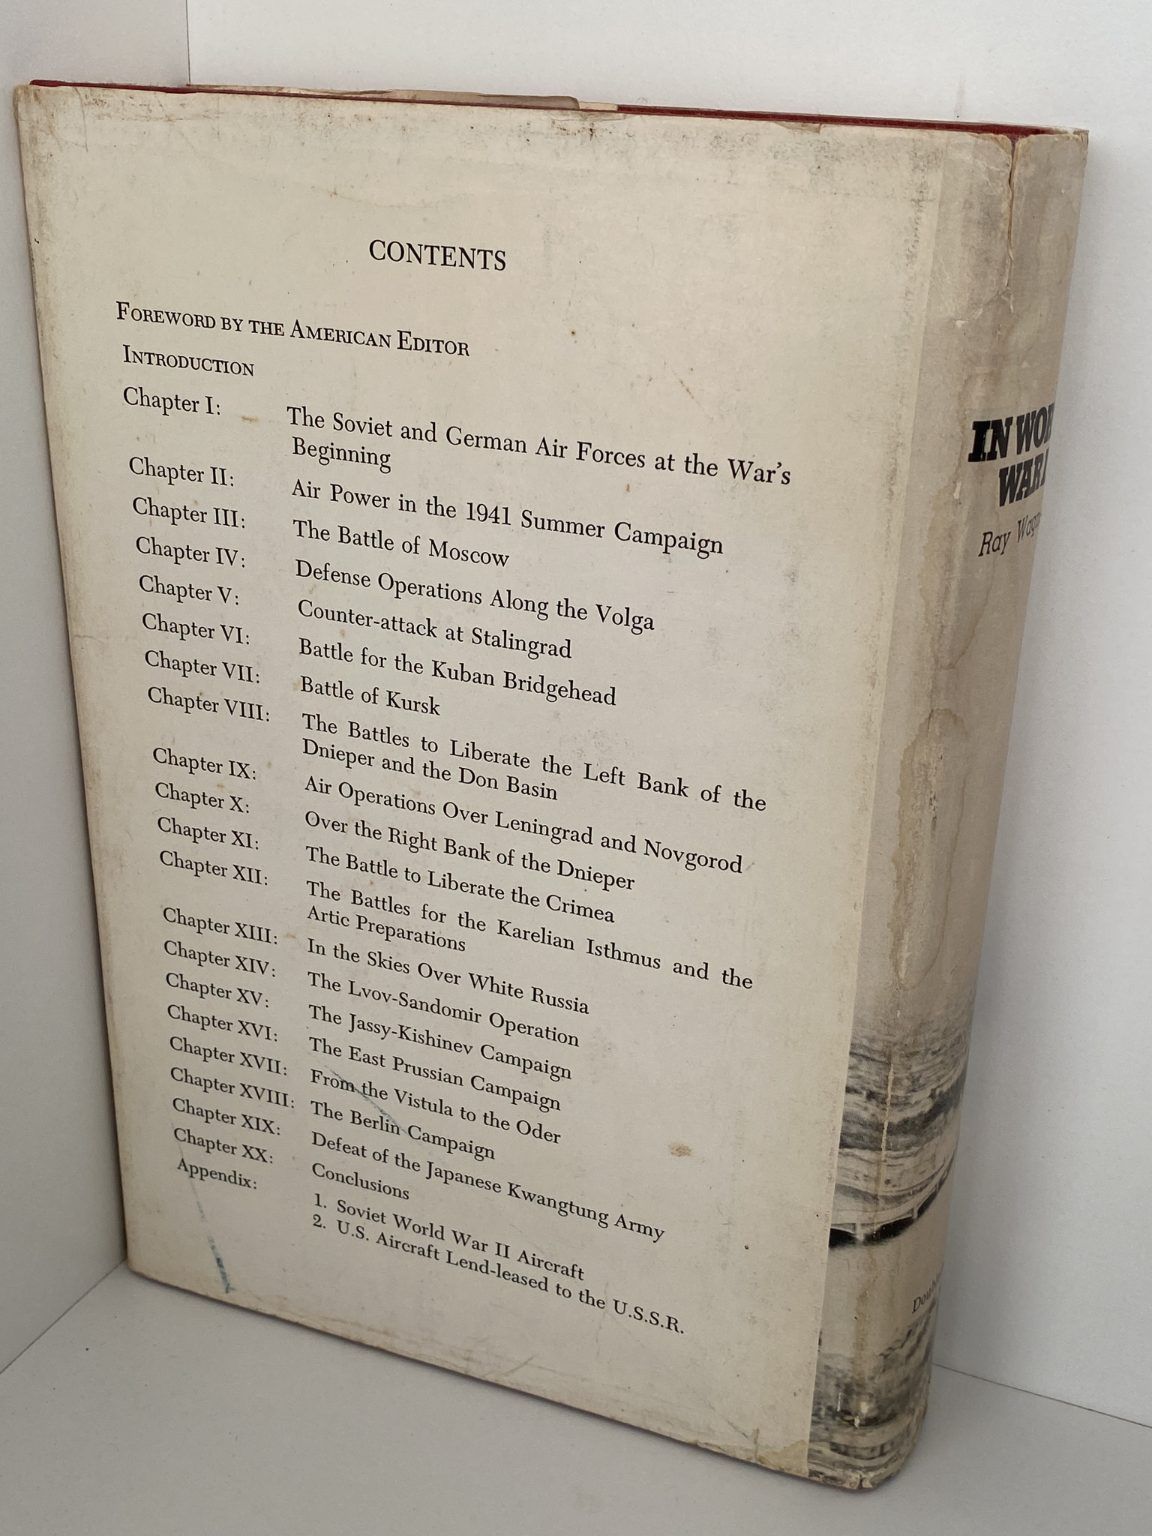 CONTENTS
FOREWORD BY THE AMERICAN EDITOR
INTRODUCTION
Chapter I: The Soviet and German Air Forces at the War's
Beginning
Chapter II: Air Power in the 1941 Summer Campaign
Chapter III: The Battle of Moscow
Chapter IV: Defense Operations Along the Volga
Chapter V: Counter-attack at Stalingrad
Chapter VI: Battle for the Kuban Bridgehead
Chapter VII: Battle of Kursk
Chapter VIII: The Battles to Liberate the Left Bank of the
Dnieper and the Don Basin
Chapter IX: Air Operations Over Leningrad and Novgorod
Chapter X: Over the Right Bank of the Dnieper
Chapter XI: The Battle to Liberate the Crimea
Chapter XII: The Battles for the Karelian Isthmus and the
Artic Preparations
Chapter XIII: In the Skies Over White Russia
Chapter XIV: The Lvov-Sandomir Operation
Chapter XV: The Jassy-Kishinev Campaign
Chapter XVI: The East Prussian Campaign
Chapter XVII: From the Vistula to the Oder
Chapter XVIII: The Berlin Campaign
Chapter XIX: Defeat of the Japanese Kwangtung Army
Chapter XX: Conclusions
Appendix: 1. Soviet World War II Aircraft
2. U.S. Aircraft Lend-leased to the U.S.S.R.
IN
WAR
Ray